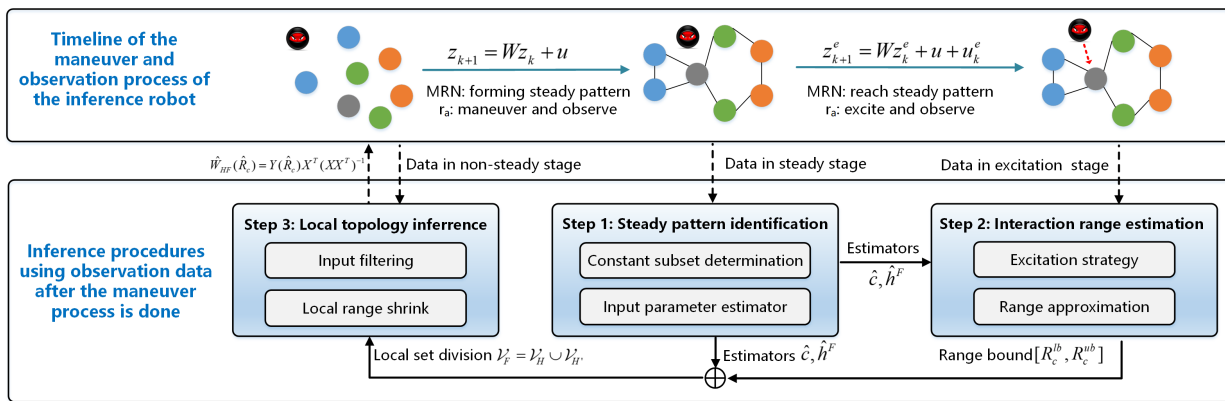 Timeline of the
maneuver and
observation process of
the inference robot
z_{k+1} = Wz_k + u
MRN: forming steady pattern
r_a: maneuver and observe
z^e_{k+1} = Wz^e_k + u + u^e_k
MRN: reach steady pattern
r_a: excite and observe
Ŵ_{HF}(R̂_c) = Y(R̂_c)X^T(XX^T)^{-1}
Data in non-steady stage
Data in steady stage
Data in excitation stage
Inference procedures
using observation data
after the maneuver
process is done
Step 3: Local topology inferrence
Input filtering
Local range shrink
Step 1: Steady pattern identification
Constant subset determination
Input parameter estimator
Estimators
ĉ, ĥ^F
Step 2: Interaction range estimation
Excitation strategy
Range approximation
Local set division 𝒱_F = 𝒱_H ∪ 𝒱_{H'}
Estimators ĉ, ĥ^F
Range bound[R_c^{lb}, R_c^{ub}]